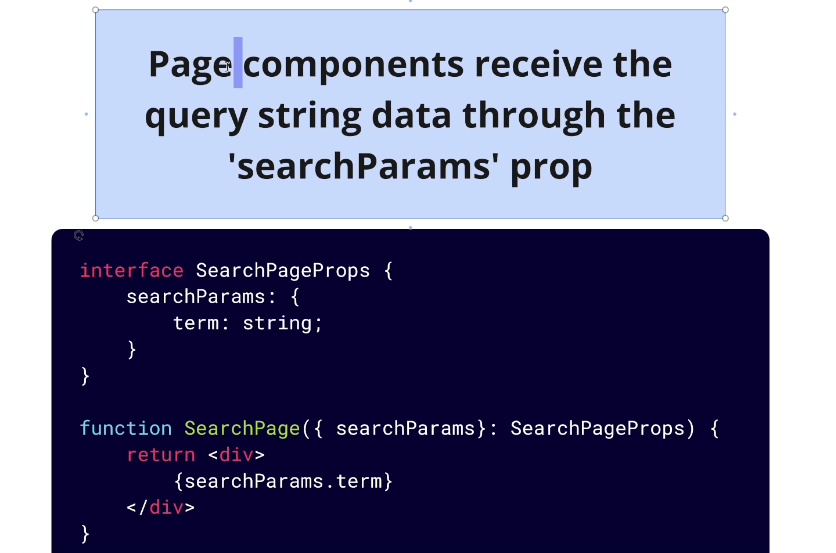 Page components receive the
query string data through the
'searchParams' prop
interface SearchPageProps {
    searchParams: {
        term: string;
    }
}
function SearchPage({ searchParams}: SearchPageProps) {
    return <div>
        {searchParams.term}
    </div>
}